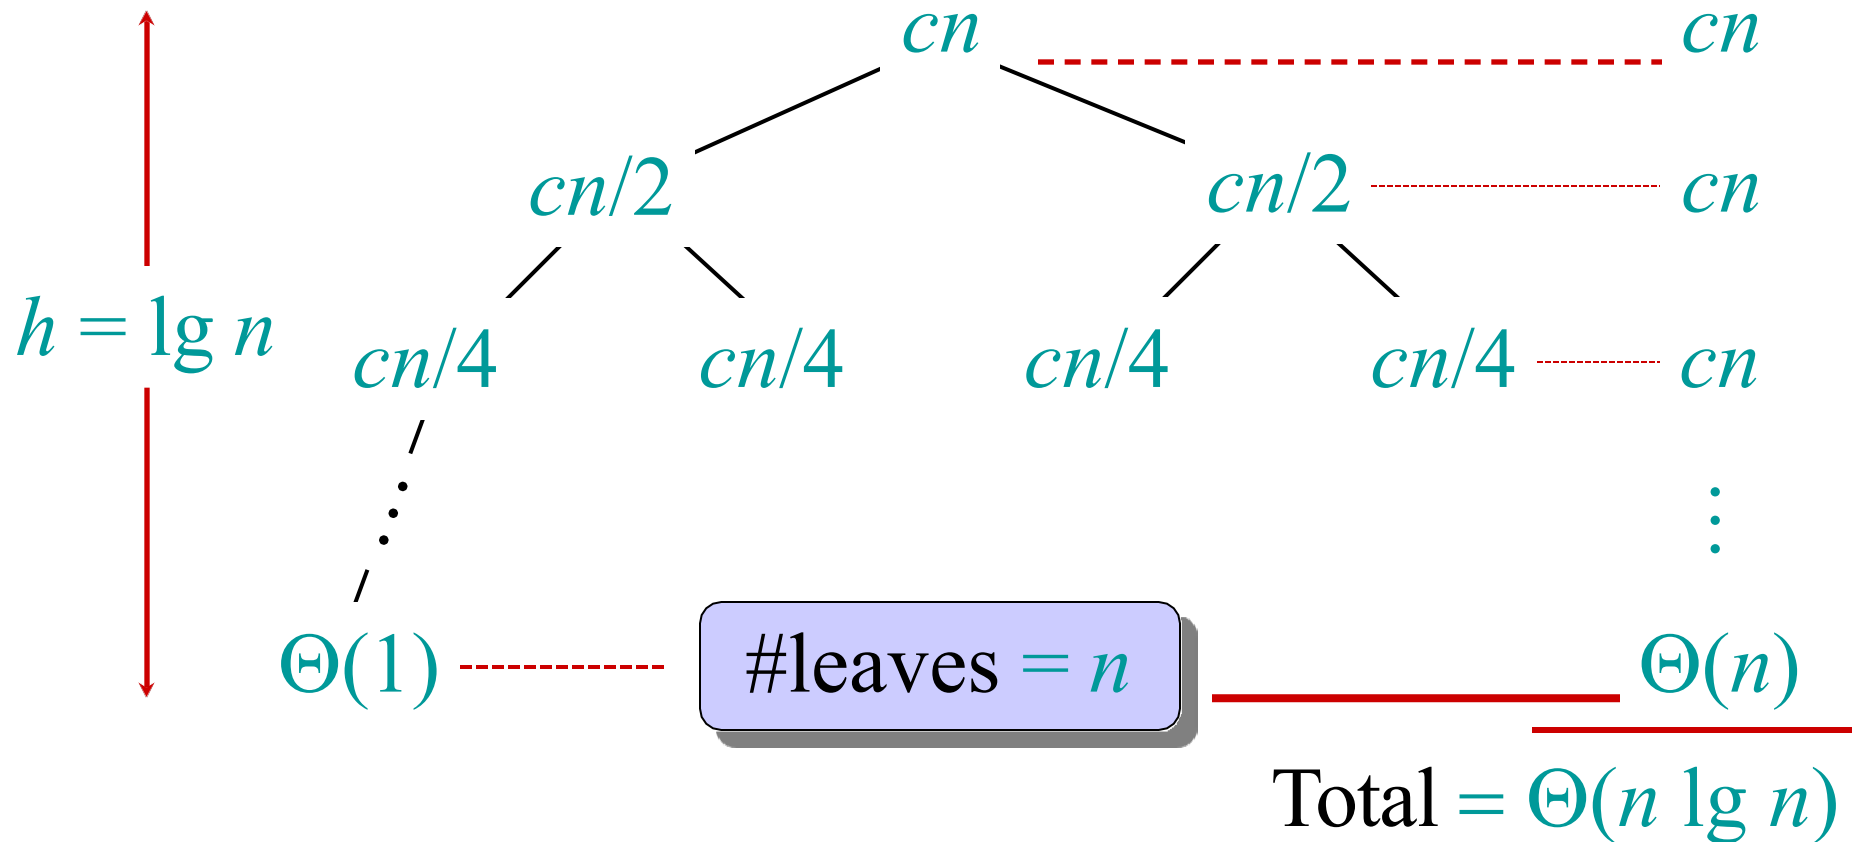 cn cn
cn/2 cn/2 cn
h = lg n
cn/4 cn/4 cn/4 cn/4 cn
Θ(1) #leaves = n Θ(n)
Total = Θ(n lg n)